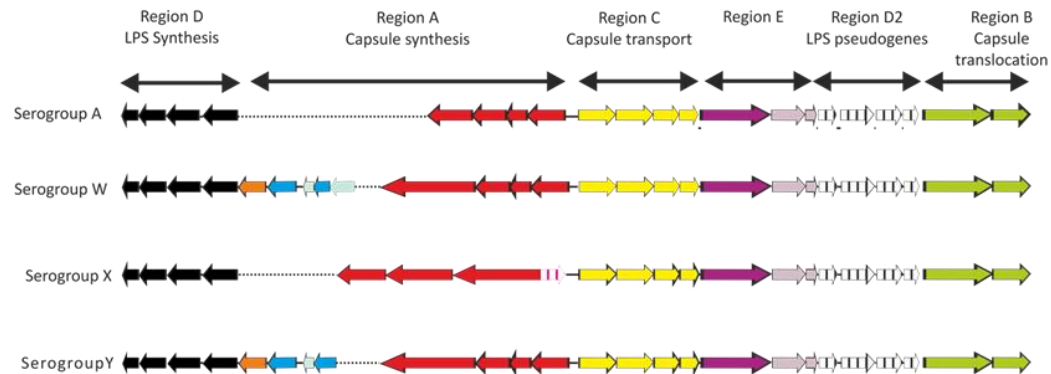 Region D
LPS Synthesis
Region A
Capsule synthesis
Region C
Capsule transport
Region E
Region D2
LPS pseudogenes
Region B
Capsule
translocation
Serogroup A
Serogroup W
Serogroup X
SerogroupY